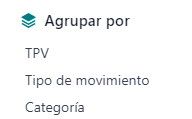 Agrupar por
TPV
Tipo de movimiento
Categoría